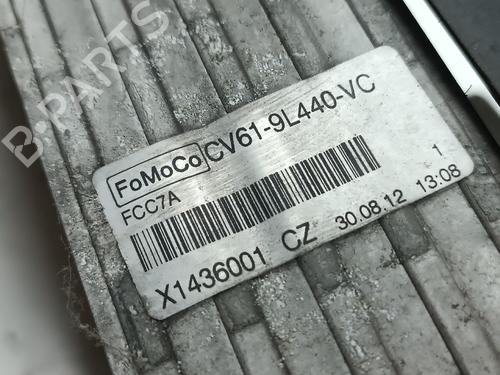 B-PARTS
FoMoCo CV61-9L440-VC
FCC7A
1
X1436001 CZ 30.08.12 13:08